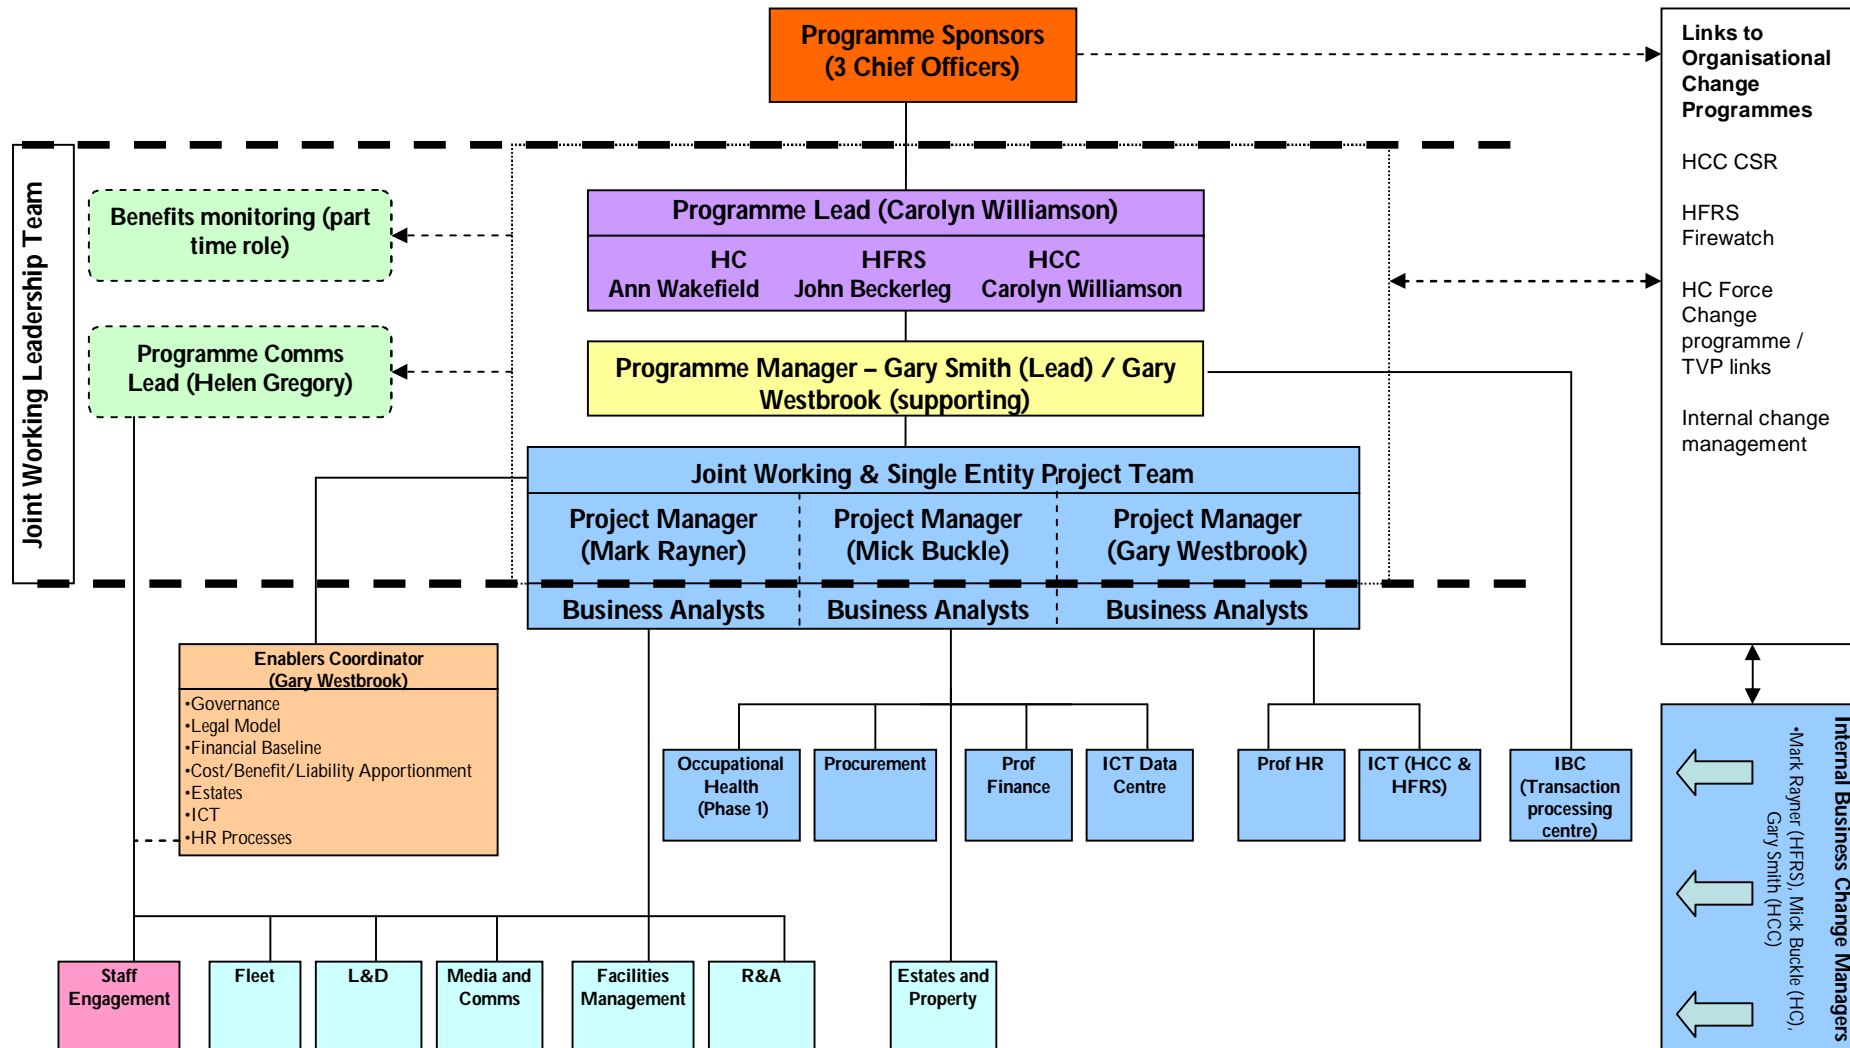 Programme Sponsors
(3 Chief Officers)
Links to
Organisational
Change
Programmes
HCC CSR
HFRS
Firewatch
HC Force
Change
programme /
TVP links
Internal change
management
Joint Working Leadership Team
Benefits monitoring (part
time role)
Programme Lead (Carolyn Williamson)
HC
Ann Wakefield
HFRS
John Beckerleg
HCC
Carolyn Williamson
Programme Comms
Lead (Helen Gregory)
Programme Manager – Gary Smith (Lead) / Gary
Westbrook (supporting)
Joint Working & Single Entity Project Team
Project Manager
(Mark Rayner)
Project Manager
(Mick Buckle)
Project Manager
(Gary Westbrook)
Business Analysts
Business Analysts
Business Analysts
Enablers Coordinator
(Gary Westbrook)
•Governance
•Legal Model
•Financial Baseline
•Cost/Benefit/Liability Apportionment
•Estates
•ICT
•HR Processes
Occupational
Health
(Phase 1)
Procurement
Prof
Finance
ICT Data
Centre
Prof HR
ICT (HCC &
HFRS)
IBC
(Transaction
processing
centre)
Internal Business Change Managers
•Mark Rayner (HFRS), Mick Buckle (HC),
Gary Smith (HCC)
Staff
Engagement
Fleet
L&D
Media and
Comms
Facilities
Management
R&A
Estates and
Property